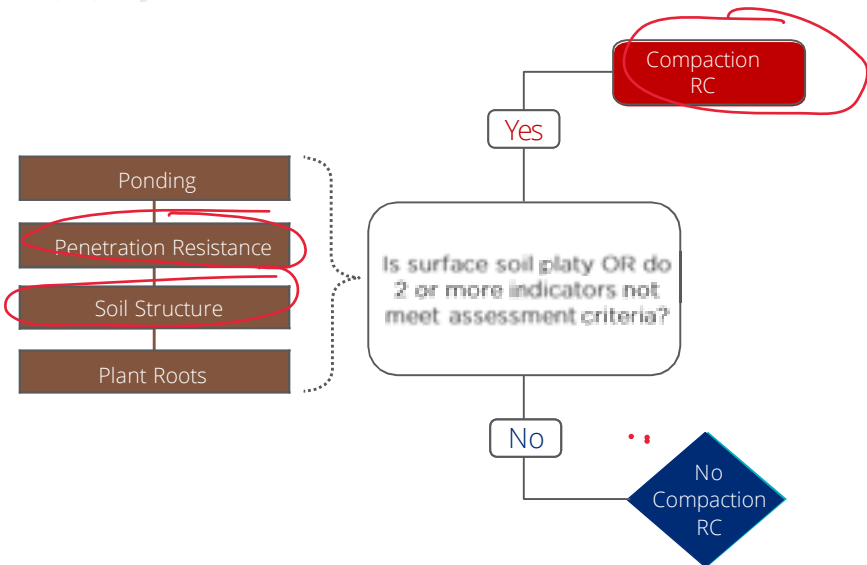 Compaction
RC
Yes
Ponding
Penetration Resistance
Soil Structure
Plant Roots
Is surface soil platy OR do
2 or more indicators not
meet assessment criteria?
No
No
Compaction
RC